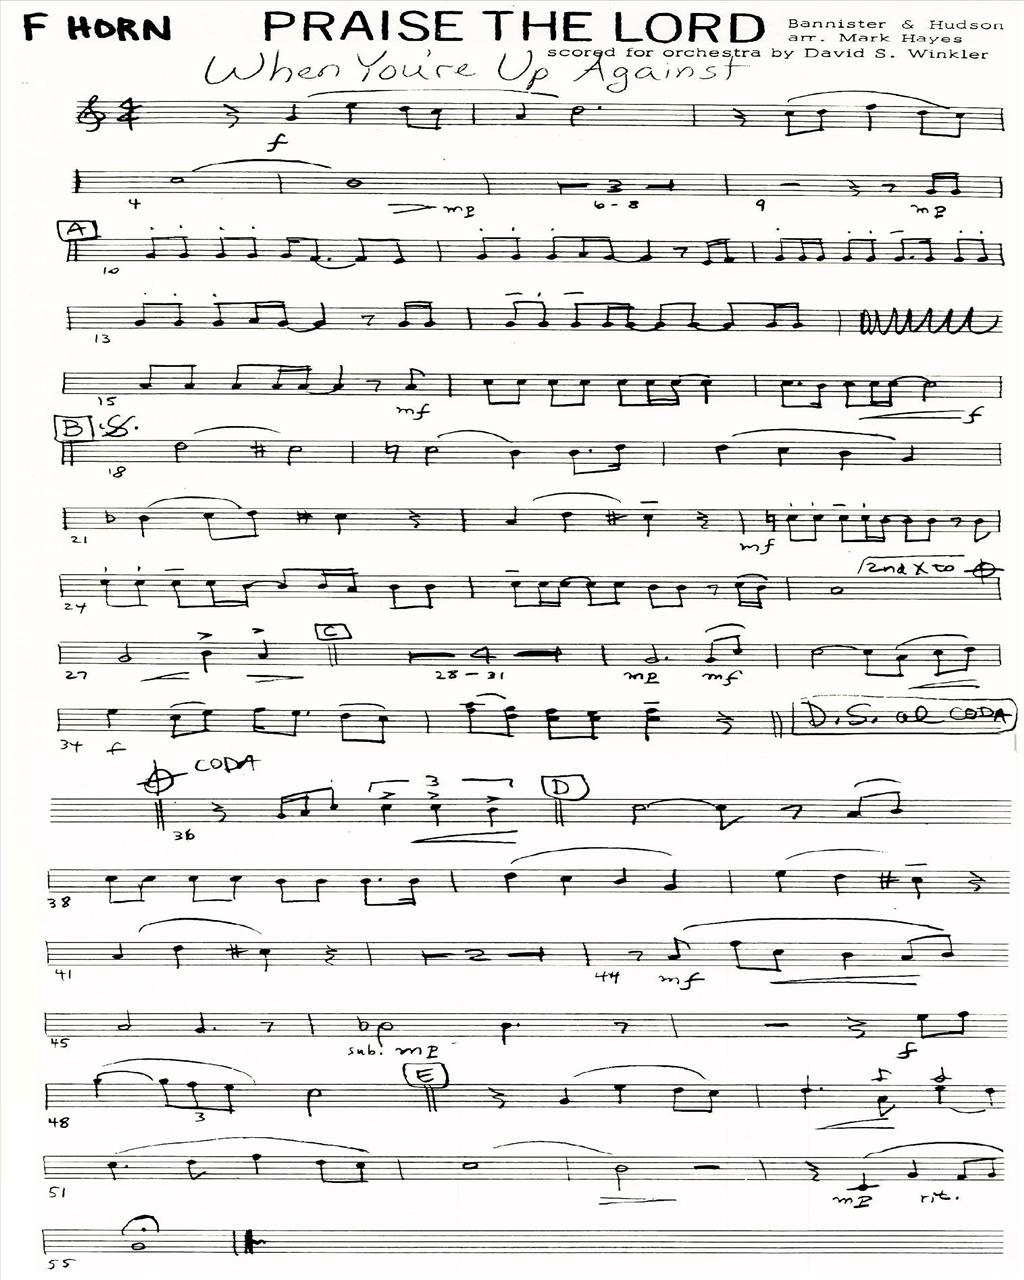 F HORN PRAISE THE LORD Bannister & Hudson
arr. Mark Hayes
scored for orchestra by David S. Winkler
When You're Up Against
f
4 mp 6-8 3 9 mp
A
10
13
15 mf f
B
18
21 mf
24 2nd X to
27 C 28-31 4 mp mf
34 f D.S. al CODA
CODA
36 3 D
38
41 2 44 mf
45 sub. mp f
48 3 E
51 mp rit.
55